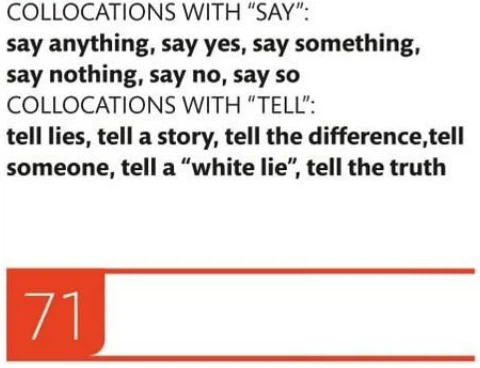 COLLOCATIONS WITH “SAY”:
say anything, say yes, say something,
say nothing, say no, say so
COLLOCATIONS WITH “TELL”:
tell lies, tell a story, tell the difference,tell
someone, tell a “white lie”, tell the truth
71